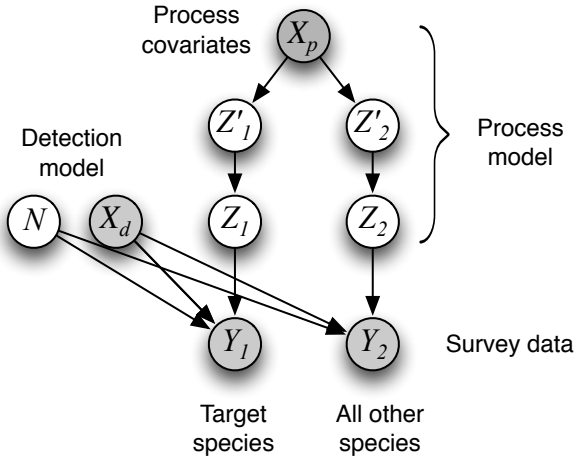 Process
covariates
X_p
Z'_1
Z'_2
Process
model
Detection
model
N
X_d
Z_1
Z_2
Y_1
Y_2
Survey data
Target
species
All other
species